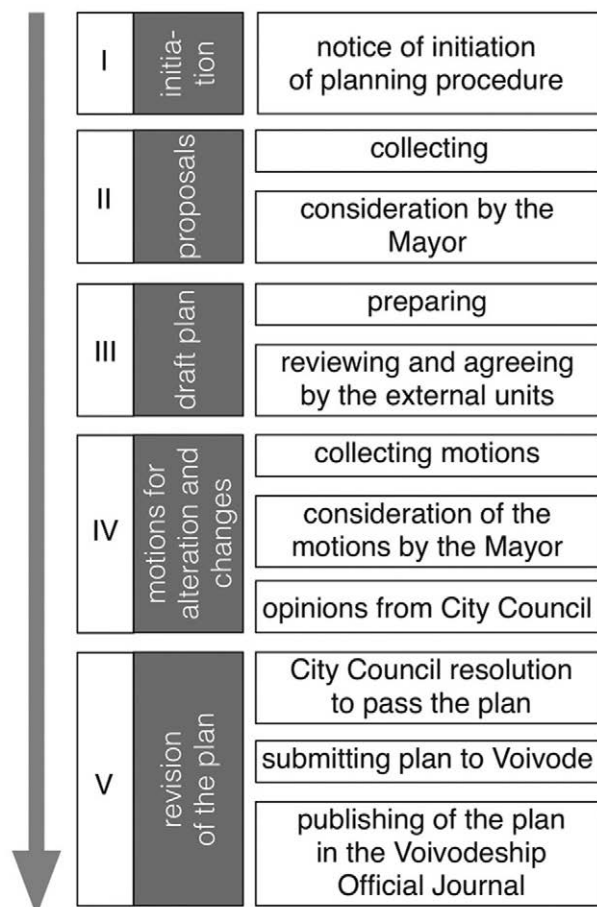 I
initia-
tion
notice of initiation
of planning procedure
II
proposals
collecting
consideration by the
Mayor
III
draft plan
preparing
reviewing and agreeing
by the external units
IV
motions for
alteration and
changes
collecting motions
consideration of the
motions by the Mayor
opinions from City Council
V
revision
of the plan
City Council resolution
to pass the plan
submitting plan to Voivode
publishing of the plan
in the Voivodeship
Official Journal